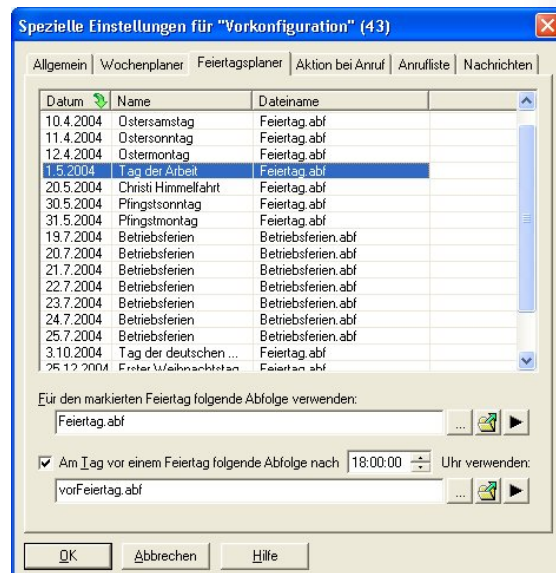 Spezielle Einstellungen für "Vorkonfiguration" (43)
Allgemein Wochenplaner Feiertagsplaner Aktion bei Anruf Anrufliste Nachrichten
Datum Name Dateiname
10.4.2004 Ostersamstag Feiertag.abf
11.4.2004 Ostersonntag Feiertag.abf
12.4.2004 Ostermontag Feiertag.abf
1.5.2004 Tag der Arbeit Feiertag.abf
20.5.2004 Christi Himmelfahrt Feiertag.abf
30.5.2004 Pfingstsonntag Feiertag.abf
31.5.2004 Pfingstmontag Feiertag.abf
19.7.2004 Betriebsferien Betriebsferien.abf
20.7.2004 Betriebsferien Betriebsferien.abf
21.7.2004 Betriebsferien Betriebsferien.abf
22.7.2004 Betriebsferien Betriebsferien.abf
23.7.2004 Betriebsferien Betriebsferien.abf
24.7.2004 Betriebsferien Betriebsferien.abf
25.7.2004 Betriebsferien Betriebsferien.abf
3.10.2004 Tag der deutschen ... Feiertag.abf
25.12.2004 Erster Weihnachtstag Feiertag.abf
Für den markierten Feiertag folgende Abfolge verwenden:
Feiertag.abf ...
Am Tag vor einem Feiertag folgende Abfolge nach 18:00:00 Uhr verwenden:
vorFeiertag.abf ...
OK Abbrechen Hilfe